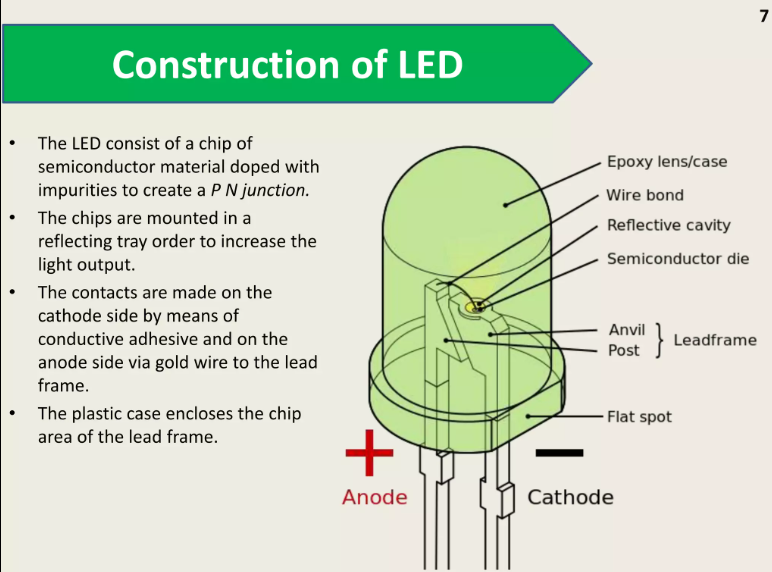 7
Construction of LED
• The LED consist of a chip of
semiconductor material doped with
impurities to create a P N junction.
• The chips are mounted in a
reflecting tray order to increase the
light output.
• The contacts are made on the
cathode side by means of
conductive adhesive and on the
anode side via gold wire to the lead
frame.
• The plastic case encloses the chip
area of the lead frame.
Epoxy lens/case
Wire bond
Reflective cavity
Semiconductor die
Anvil
Post
Leadframe
Flat spot
Anode
Cathode